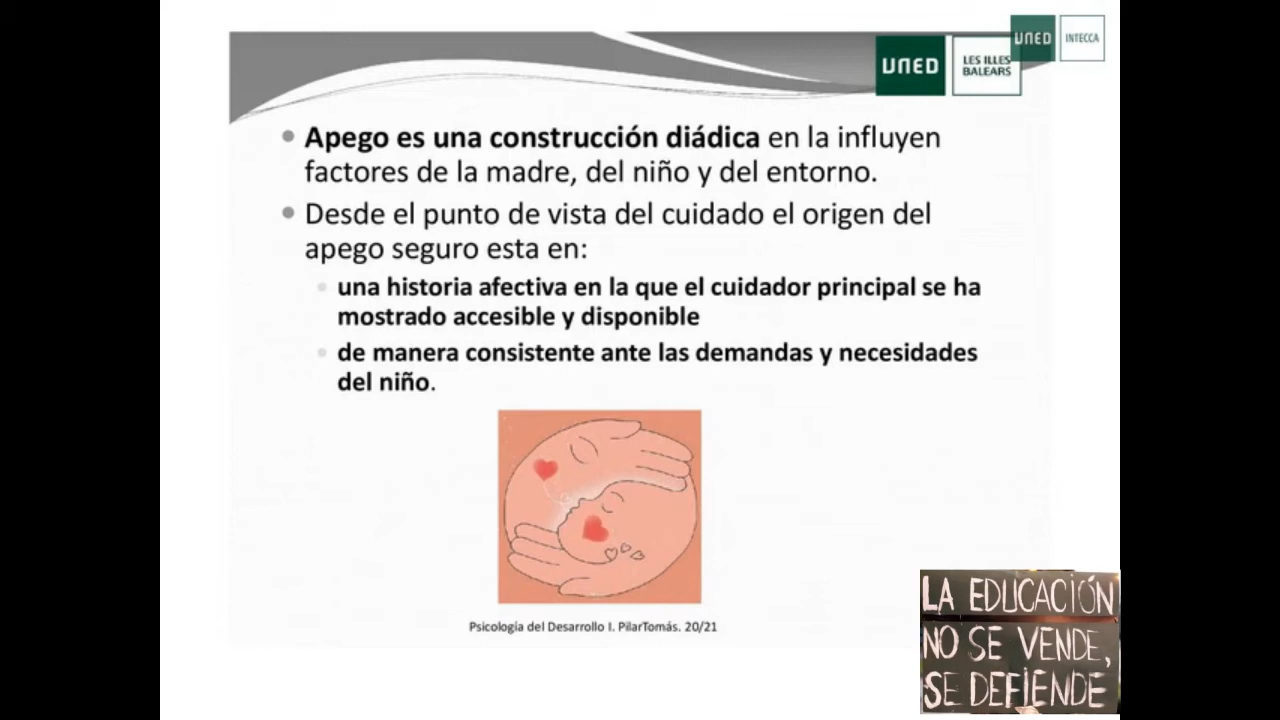 UNED
INTECCA
UNED
LES ILLES
BALEARS
Apego es una construcción diádica en la influyen
factores de la madre, del niño y del entorno.
Desde el punto de vista del cuidado el origen del
apego seguro esta en:
una historia afectiva en la que el cuidador principal se ha
mostrado accesible y disponible
de manera consistente ante las demandas y necesidades
del niño.
Psicología del Desarrollo I. PilarTomás. 20/21
LA EDUCACIÓN
NO SE VENDE,
SE DEFIENDE